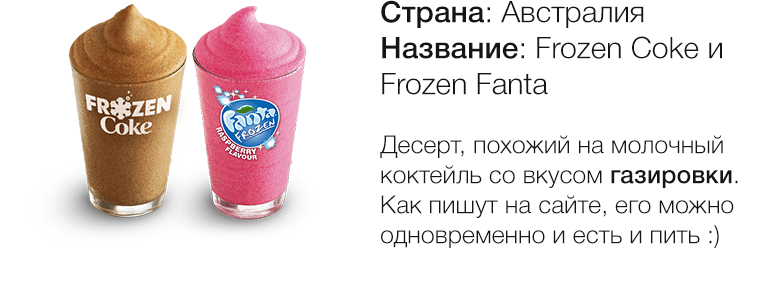 FROZEN
Coke
Fanta
FROZEN
RASPBERRY
FLAVOUR
Страна: Австралия
Название: Frozen Coke и
Frozen Fanta
Десерт, похожий на молочный
коктейль со вкусом газировки.
Как пишут на сайте, его можно
одновременно и есть и пить :)